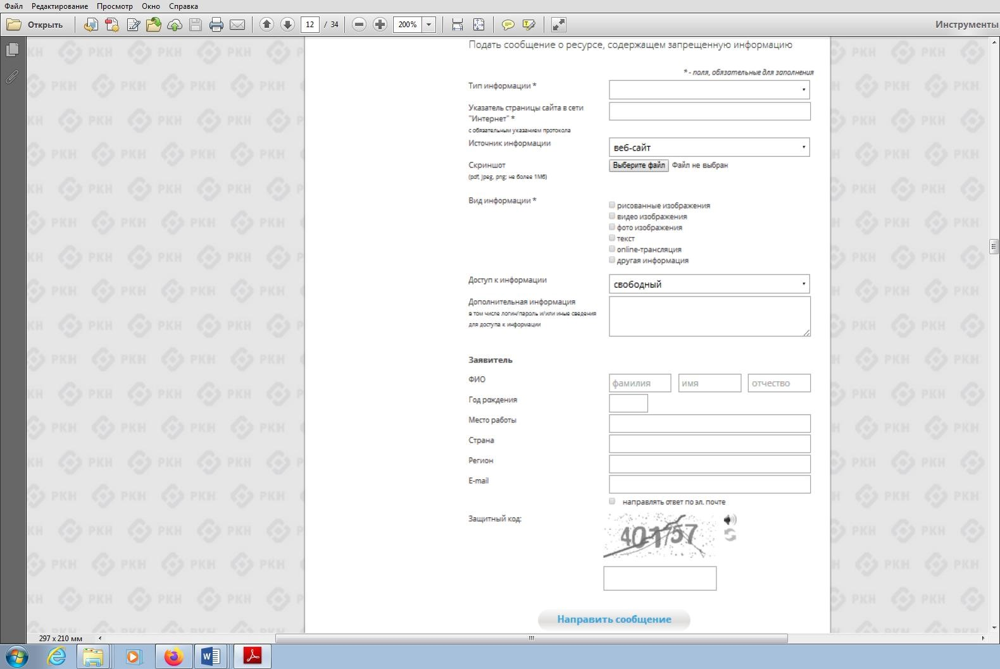 Файл Редактирование Просмотр Окно Справка
Открыть 12 / 34 200% Инструменты
Подать сообщение о ресурсе, содержащем запрещенную информацию
* - поля, обязательные для заполнения
Тип информации *
Указатель страницы сайта в сети
"Интернет" *
с обязательным указанием протокола
Источник информации веб-сайт
Скриншот Выберите файл Файл не выбран
(pdf, jpeg, png; не более 1Мб)
Вид информации *
рисованные изображения
видео изображения
фото изображения
текст
online-трансляция
другая информация
Доступ к информации свободный
Дополнительная информация
в том числе логин/пароль и/или иные сведения
для доступа к информации
Заявитель
ФИО фамилия имя отчество
Год рождения
Место работы
Страна
Регион
E-mail
направлять ответ по эл. почте
Защитный код: 401757
Направить сообщение
297 x 210 мм
РКН